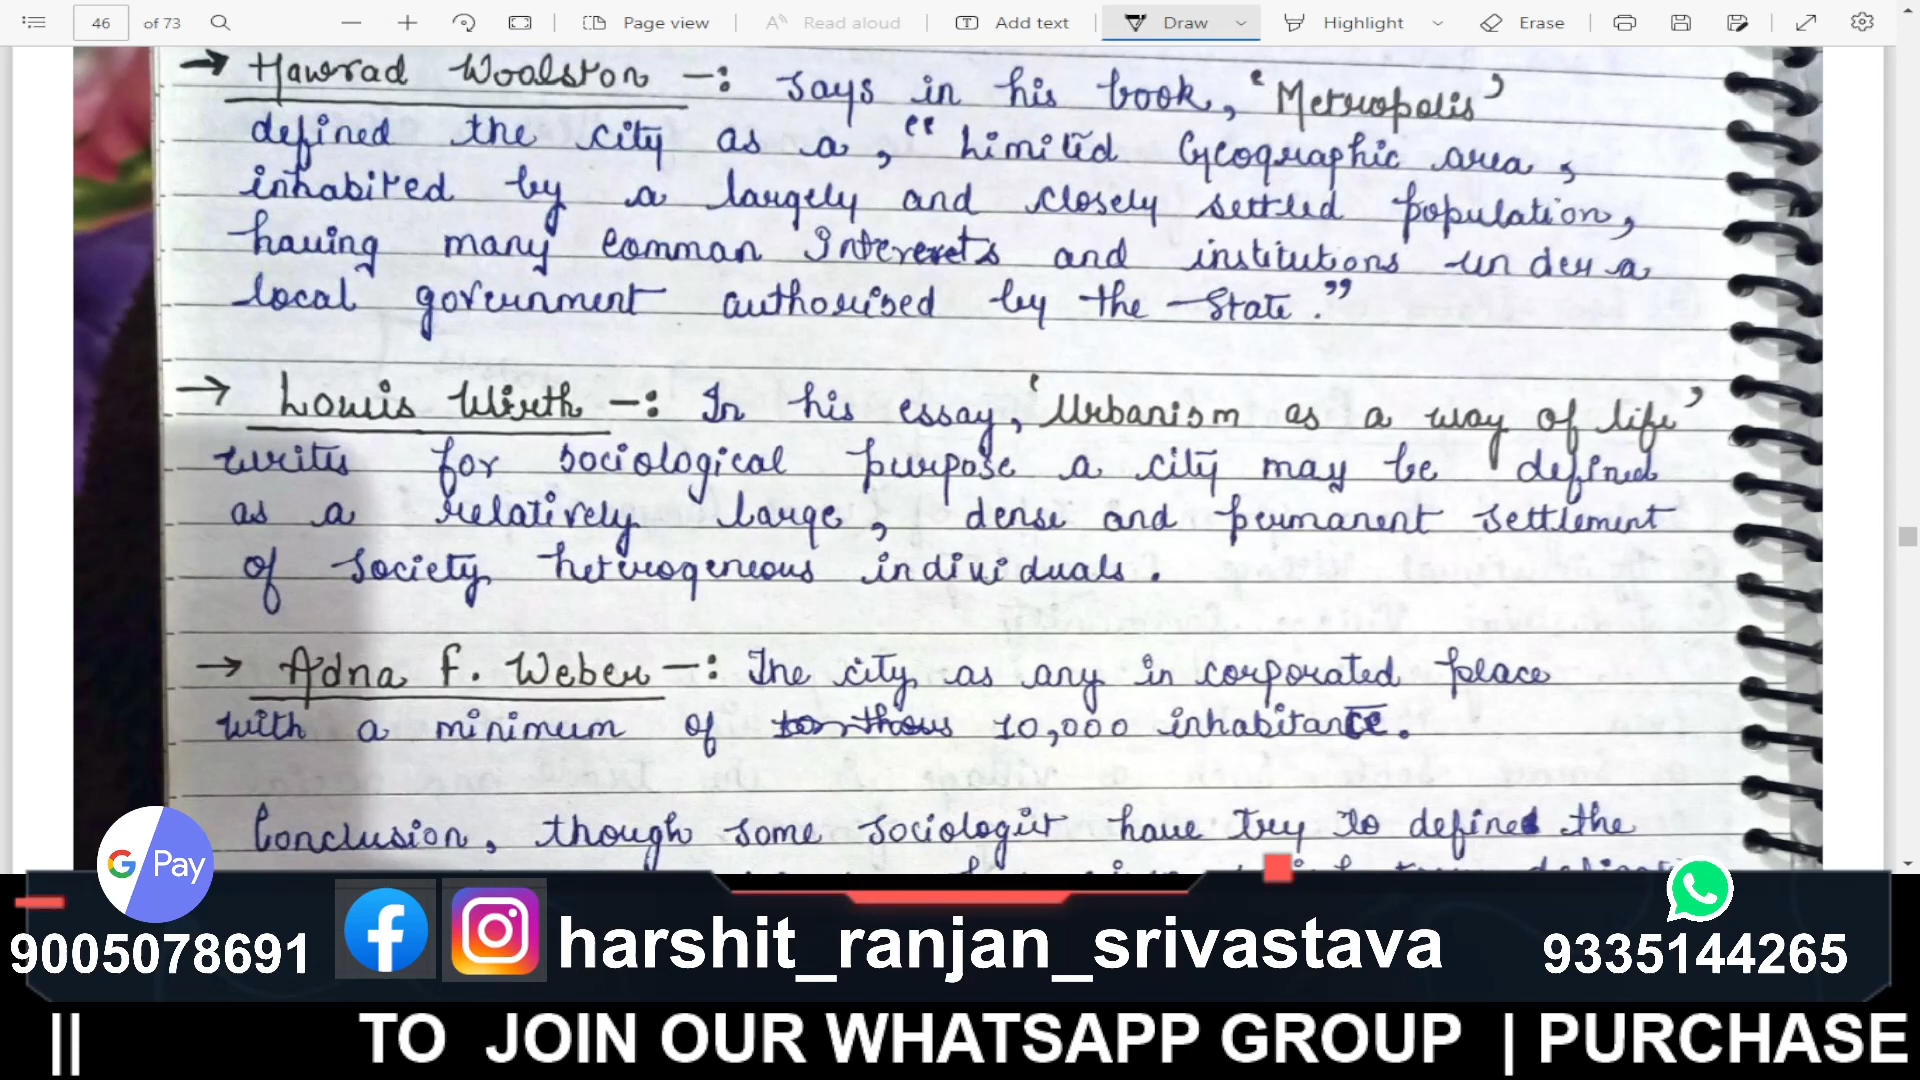 46 of 73 Page view Read aloud Add text Draw Highlight Erase
→ Hawrad Woolston -: says in his book, 'Metropolis'
defined the city as a, "Limited Geographic area,
inhabited by a largely and closely settled population,
having many comman Interests and institutions under a
local government authorised by the State."
→ Louis Wirth -: In his essay, 'Urbanism as a way of life'
writes for sociological purpose a city may be defined
as a relatively large, dense and permanent settlement
of society heterogeneous individuals.
→ Adna F. Weber -: The city as any in corporated place
with a minimum of 10,000 inhabitance.
Conclusion, though some sociologist have try to defined the
G Pay
9005078691 harshit_ranjan_srivastava 9335144265
|| TO JOIN OUR WHATSAPP GROUP | PURCHASE